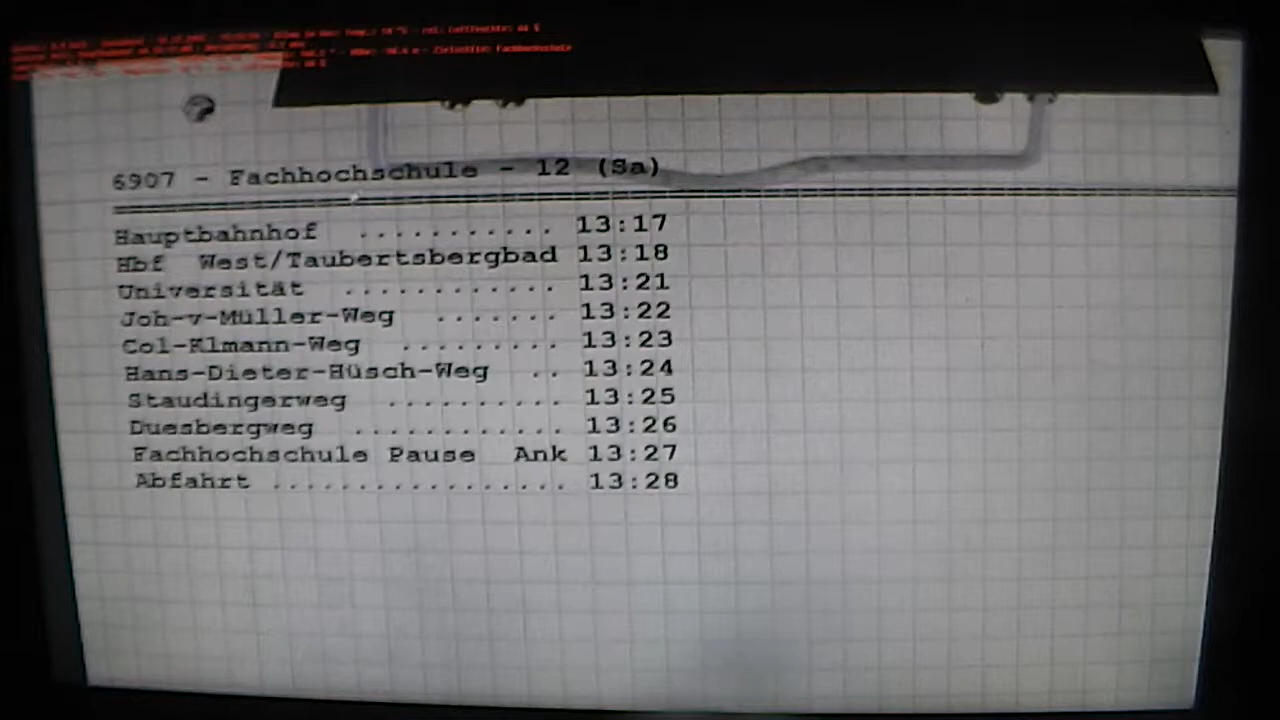 Zielseite: Fachhochschule
6907 - Fachhochschule - 12 (Sa)
Hauptbahnhof ........... 13:17
Hbf West/Taubertsbergbad 13:18
Universität ............ 13:21
Joh-v-Müller-Weg ....... 13:22
Col-Klmann-Weg ......... 13:23
Hans-Dieter-Hüsch-Weg .. 13:24
Staudingerweg .......... 13:25
Duesbergweg ............ 13:26
Fachhochschule Pause Ank 13:27
Abfahrt ................. 13:28